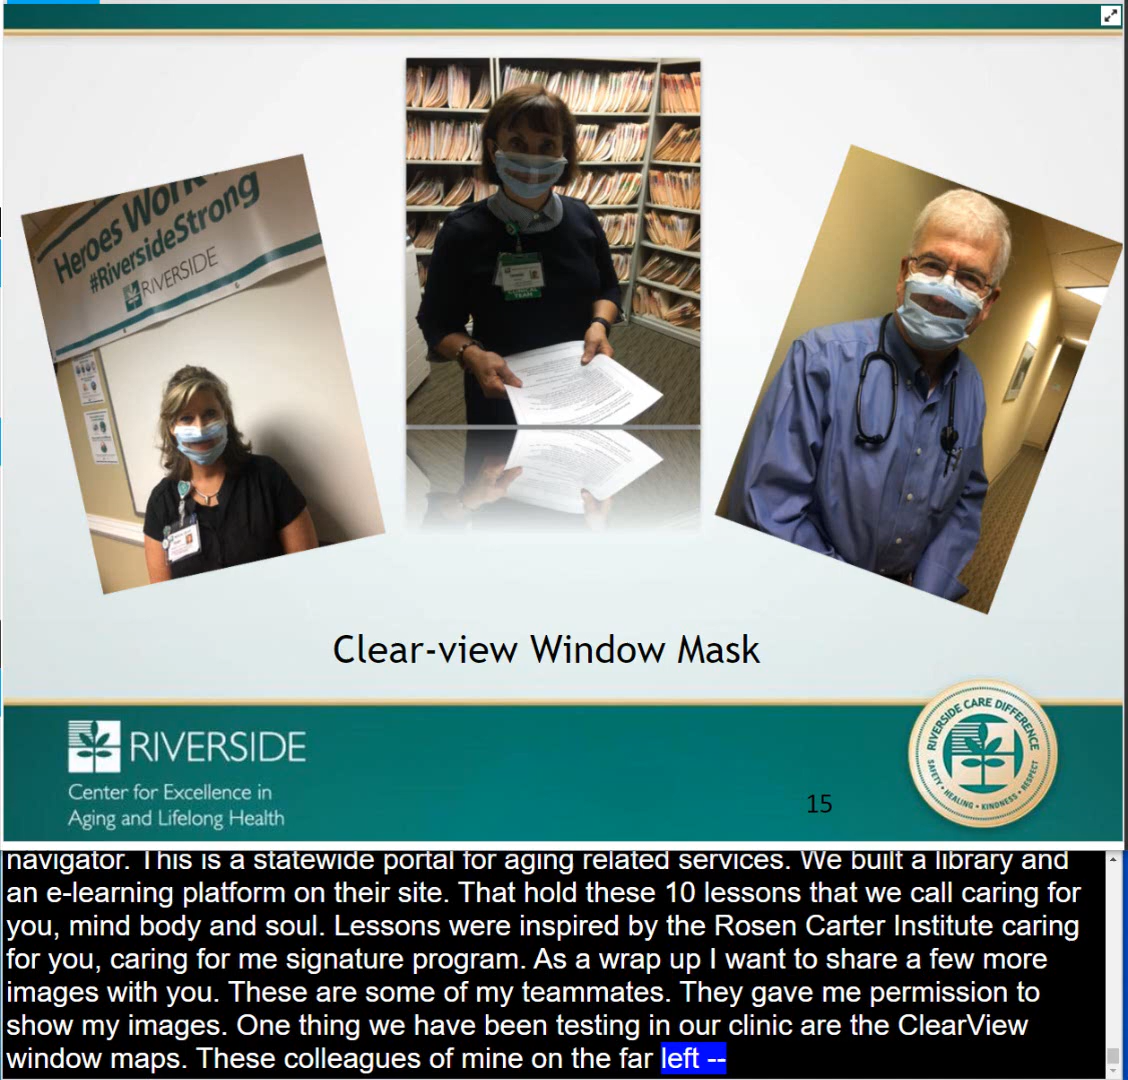 Heroes Work
#RiversideStrong
RIVERSIDE
TEAM
Clear-view Window Mask
RIVERSIDE
Center for Excellence in
Aging and Lifelong Health
15
RIVERSIDE CARE DIFFERENCE
SAFETY • HEALING • KINDNESS • RESPECT
navigator. This is a statewide portal for aging related services. We built a library and
an e-learning platform on their site. That hold these 10 lessons that we call caring for
you, mind body and soul. Lessons were inspired by the Rosen Carter Institute caring
for you, caring for me signature program. As a wrap up I want to share a few more
images with you. These are some of my teammates. They gave me permission to
show my images. One thing we have been testing in our clinic are the ClearView
window maps. These colleagues of mine on the far left --